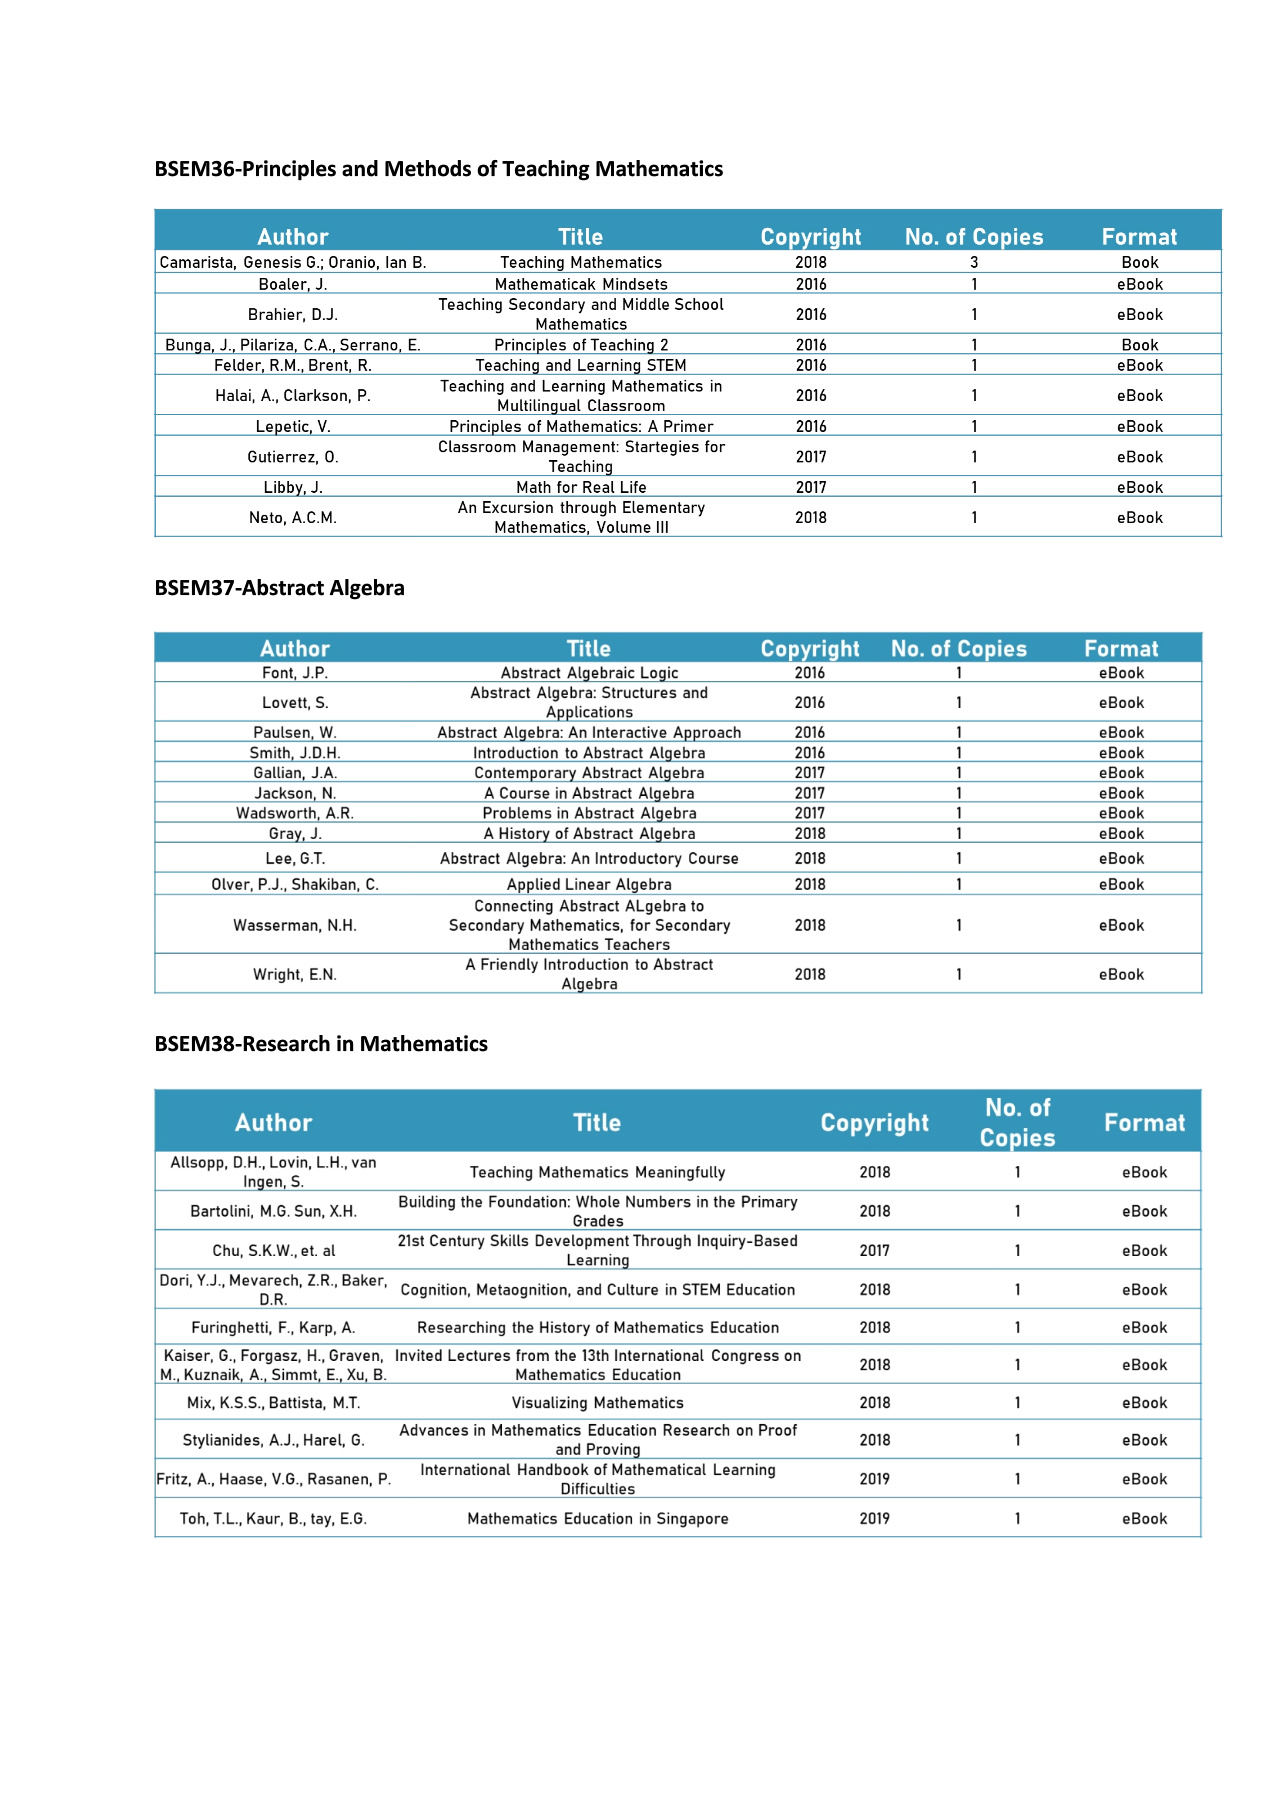 BSEM36-Principles and Methods of Teaching Mathematics
Author Title Copyright No. of Copies Format
Camarista, Genesis G.; Oranio, Ian B. Teaching Mathematics 2018 3 Book
Boaler, J. Mathematicak Mindsets 2016 1 eBook
Brahier, D.J. Teaching Secondary and Middle School
Mathematics 2016 1 eBook
Bunga, J., Pilariza, C.A., Serrano, E. Principles of Teaching 2 2016 1 Book
Felder, R.M., Brent, R. Teaching and Learning STEM 2016 1 eBook
Halai, A., Clarkson, P. Teaching and Learning Mathematics in
Multilingual Classroom 2016 1 eBook
Lepetic, V. Principles of Mathematics: A Primer 2016 1 eBook
Gutierrez, O. Classroom Management: Startegies for
Teaching 2017 1 eBook
Libby, J. Math for Real Life 2017 1 eBook
Neto, A.C.M. An Excursion through Elementary
Mathematics, Volume III 2018 1 eBook
BSEM37-Abstract Algebra
Author Title Copyright No. of Copies Format
Font, J.P. Abstract Algebraic Logic 2016 1 eBook
Lovett, S. Abstract Algebra: Structures and
Applications 2016 1 eBook
Paulsen, W. Abstract Algebra: An Interactive Approach 2016 1 eBook
Smith, J.D.H. Introduction to Abstract Algebra 2016 1 eBook
Gallian, J.A. Contemporary Abstract Algebra 2017 1 eBook
Jackson, N. A Course in Abstract Algebra 2017 1 eBook
Wadsworth, A.R. Problems in Abstract Algebra 2017 1 eBook
Gray, J. A History of Abstract Algebra 2018 1 eBook
Lee, G.T. Abstract Algebra: An Introductory Course 2018 1 eBook
Olver, P.J., Shakiban, C. Applied Linear Algebra 2018 1 eBook
Wasserman, N.H. Connecting Abstract ALgebra to
Secondary Mathematics, for Secondary
Mathematics Teachers 2018 1 eBook
Wright, E.N. A Friendly Introduction to Abstract
Algebra 2018 1 eBook
BSEM38-Research in Mathematics
Author Title Copyright No. of
Copies Format
Allsopp, D.H., Lovin, L.H., van
Ingen, S. Teaching Mathematics Meaningfully 2018 1 eBook
Bartolini, M.G. Sun, X.H. Building the Foundation: Whole Numbers in the Primary
Grades 2018 1 eBook
Chu, S.K.W., et. al 21st Century Skills Development Through Inquiry-Based
Learning 2017 1 eBook
Dori, Y.J., Mevarech, Z.R., Baker,
D.R. Cognition, Metaognition, and Culture in STEM Education 2018 1 eBook
Furinghetti, F., Karp, A. Researching the History of Mathematics Education 2018 1 eBook
Kaiser, G., Forgasz, H., Graven,
M., Kuznaik, A., Simmt, E., Xu, B. Invited Lectures from the 13th International Congress on
Mathematics Education 2018 1 eBook
Mix, K.S.S., Battista, M.T. Visualizing Mathematics 2018 1 eBook
Stylianides, A.J., Harel, G. Advances in Mathematics Education Research on Proof
and Proving 2018 1 eBook
Fritz, A., Haase, V.G., Rasanen, P. International Handbook of Mathematical Learning
Difficulties 2019 1 eBook
Toh, T.L., Kaur, B., tay, E.G. Mathematics Education in Singapore 2019 1 eBook